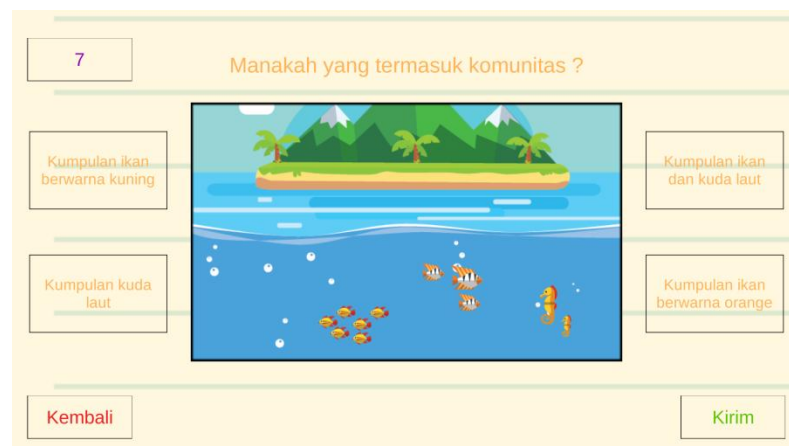 7
Manakah yang termasuk komunitas ?
Kumpulan ikan
berwarna kuning
Kumpulan ikan
dan kuda laut
Kumpulan kuda
laut
Kumpulan ikan
berwarna orange
Kembali
Kirim